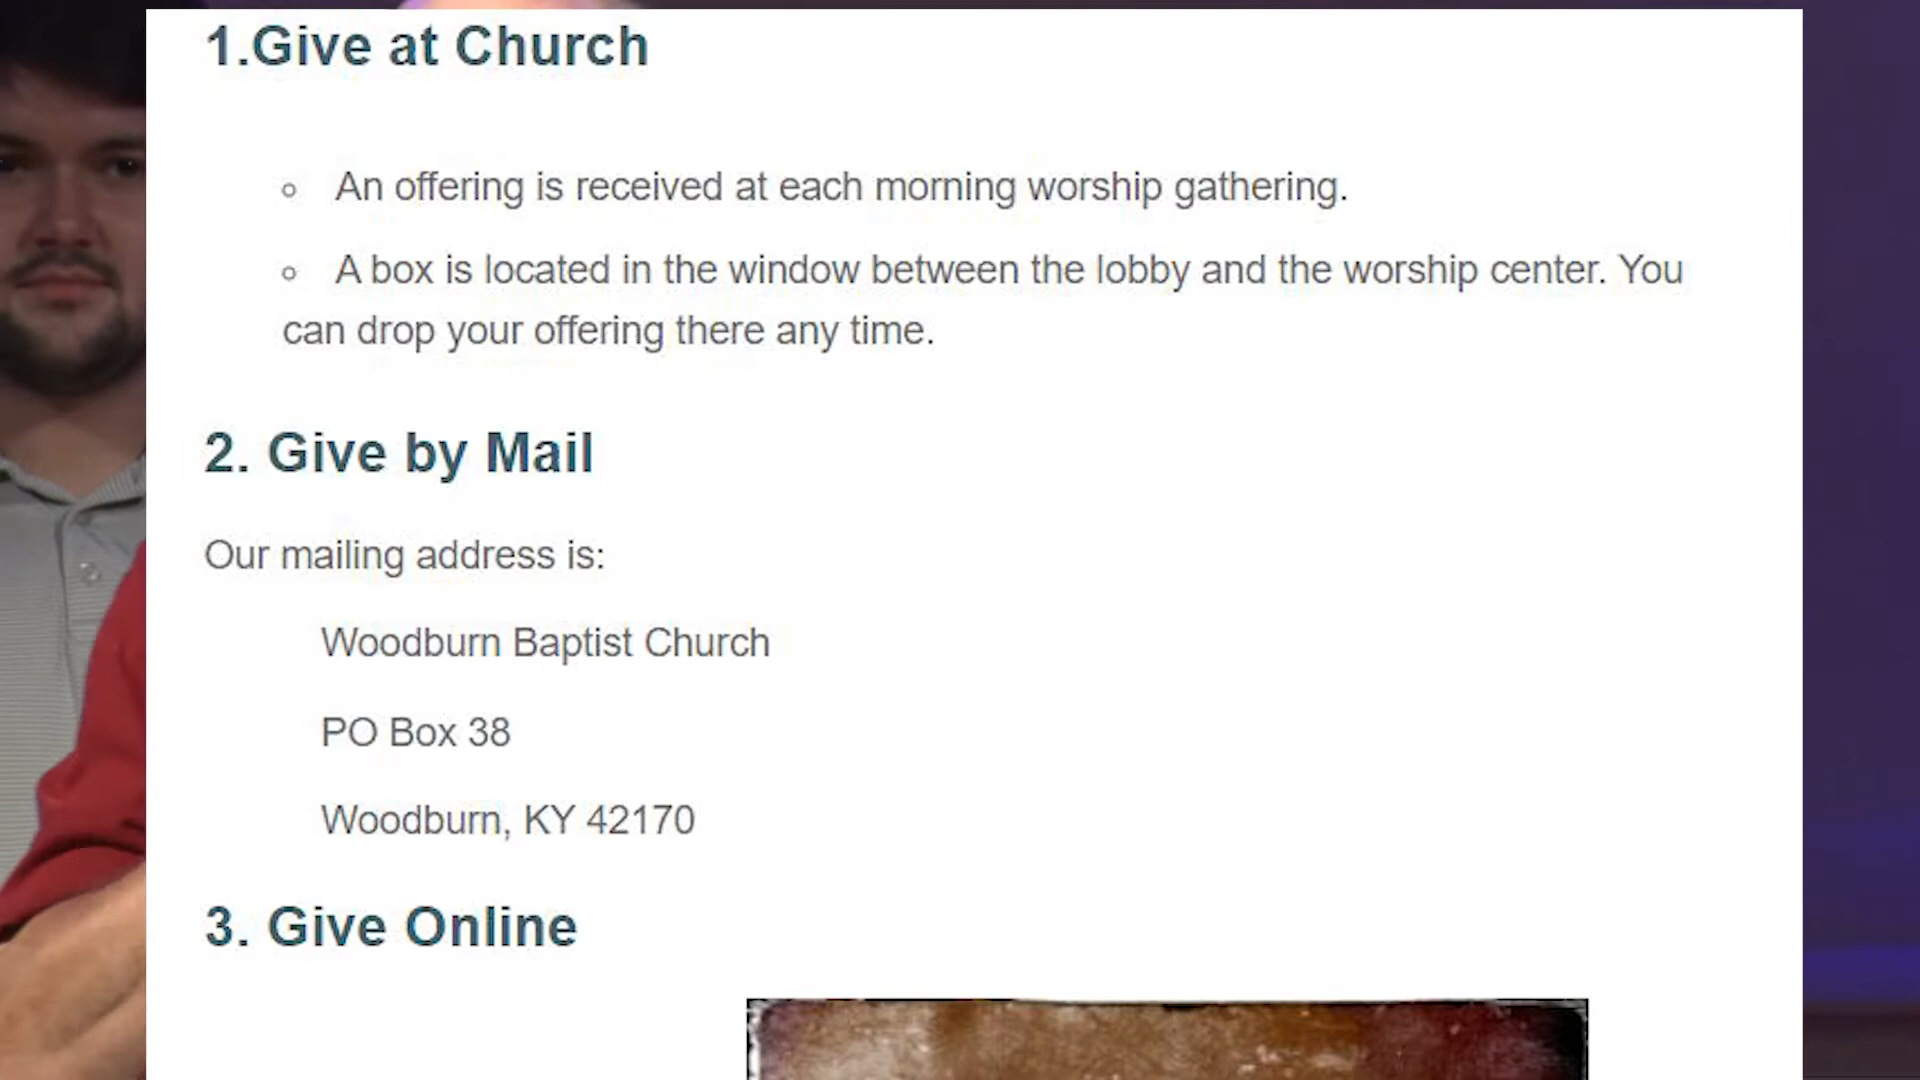 1.Give at Church
An offering is received at each morning worship gathering.
A box is located in the window between the lobby and the worship center. You
can drop your offering there any time.
2. Give by Mail
Our mailing address is:
Woodburn Baptist Church
PO Box 38
Woodburn, KY 42170
3. Give Online